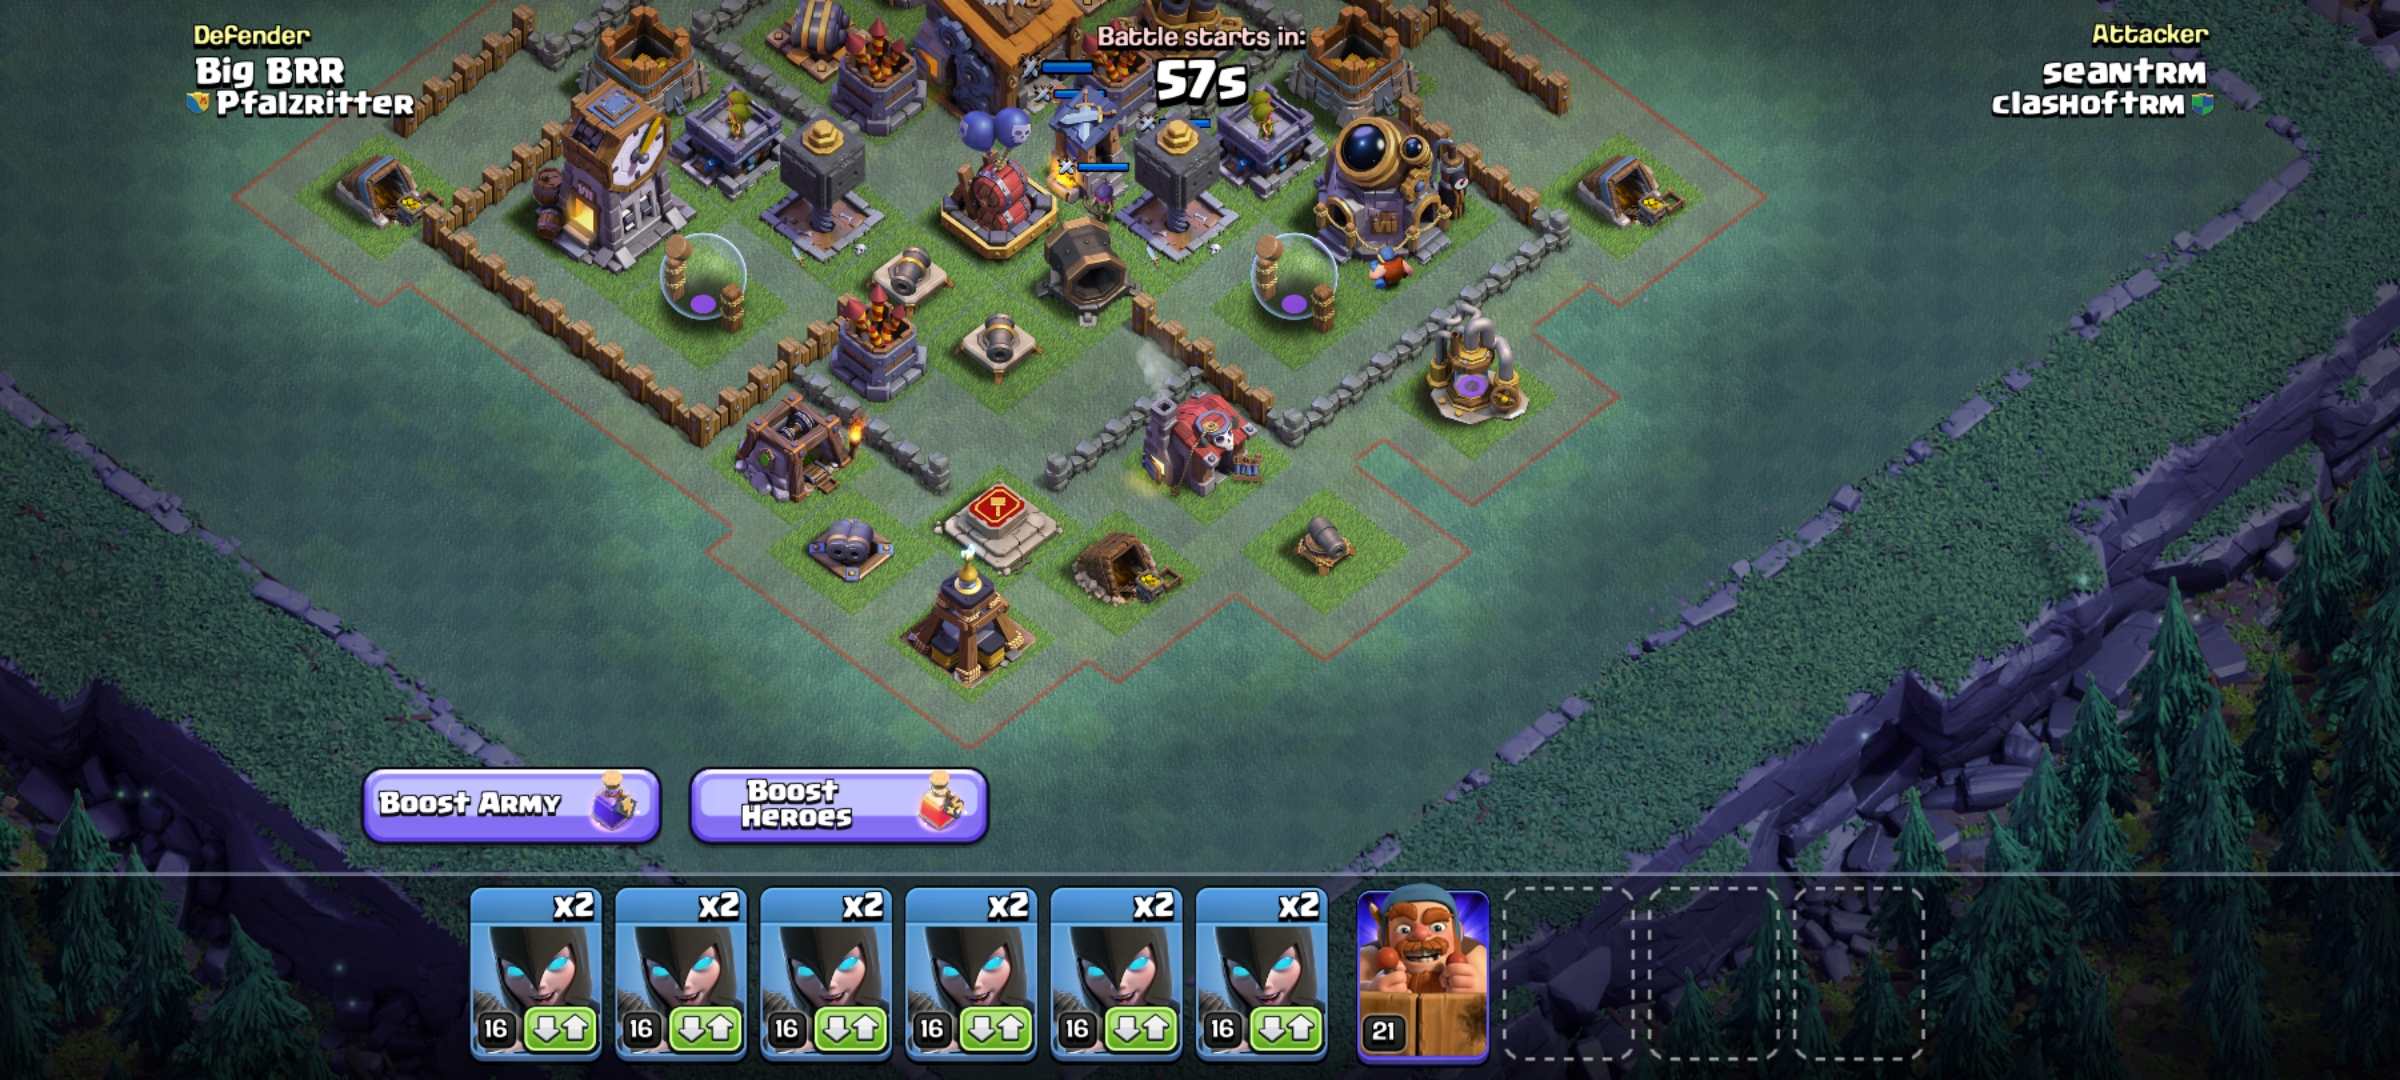 Defender
Big BRR
Pfalzritter
Battle starts in:
57s
Attacker
seantRM
clashoftRM
Boost Army
Boost
Heroes
x2
x2
x2
x2
x2
x2
16
16
16
16
16
16
21